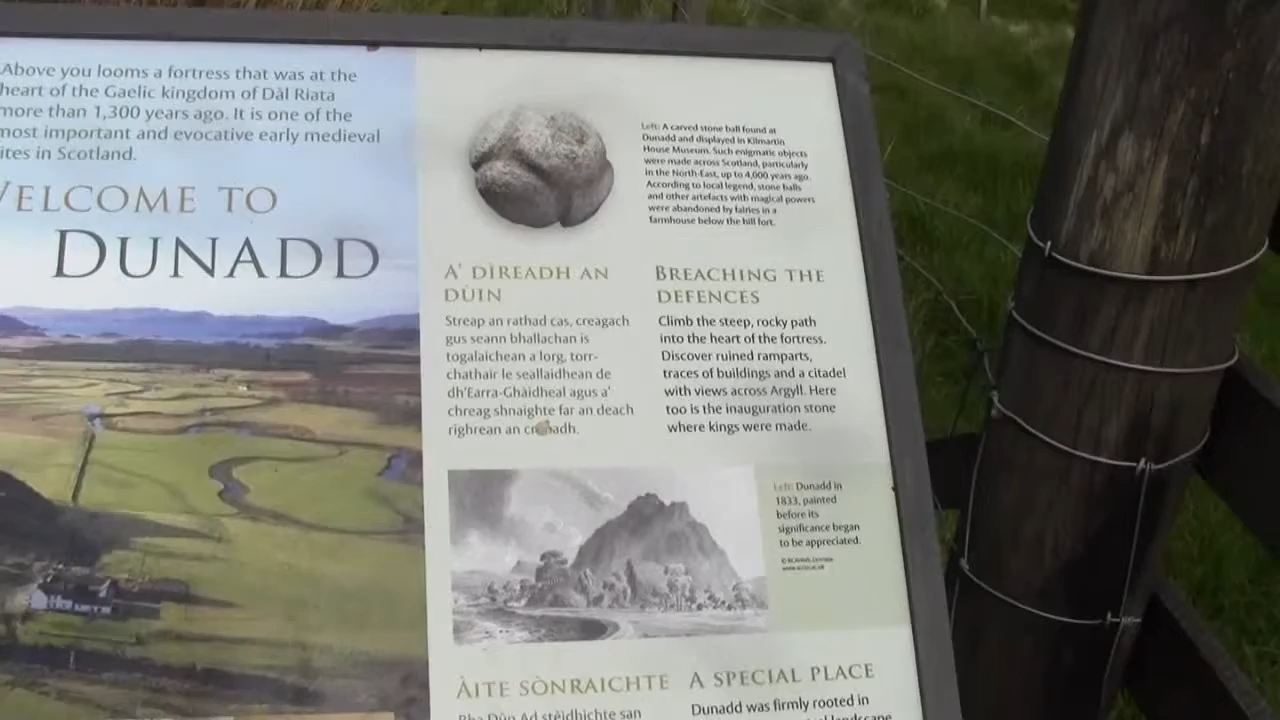 Above you looms a fortress that was at the
heart of the Gaelic kingdom of Dàl Riata
more than 1,300 years ago. It is one of the
most important and evocative early medieval
ites in Scotland.
ELCOME TO
DUNADD
Left: A carved stone ball found at
Dunadd and displayed in Kilmartin
House Museum. Such enigmatic objects
were made across Scotland, particularly
in the North-East, up to 4,000 years ago.
According to local legend, stone balls
and other artefacts with magical powers
were abandoned by fairies in a
farmhouse below the hill fort.
A' DÌREADH AN
DÙIN
Streap an rathad cas, creagach
gus seann bhallachan is
togalaichean a lorg, torr-
chathair le seallaidhean de
dh'Earra-Ghàidheal agus a'
chreag shnaighte far an deach
righrean an
BREACHING THE
DEFENCES
Climb the steep, rocky path
into the heart of the fortress.
Discover ruined ramparts,
traces of buildings and a citadel
with views across Argyll. Here
too is the inauguration stone
where kings were made.
Left: Dunadd in
1833, painted
before its
significance began
to be appreciated.
ÀITE SÒNRAICHTE
Bha Dùn Ad stèidhichte san
A SPECIAL PLACE
Dunadd was firmly rooted in
landscape